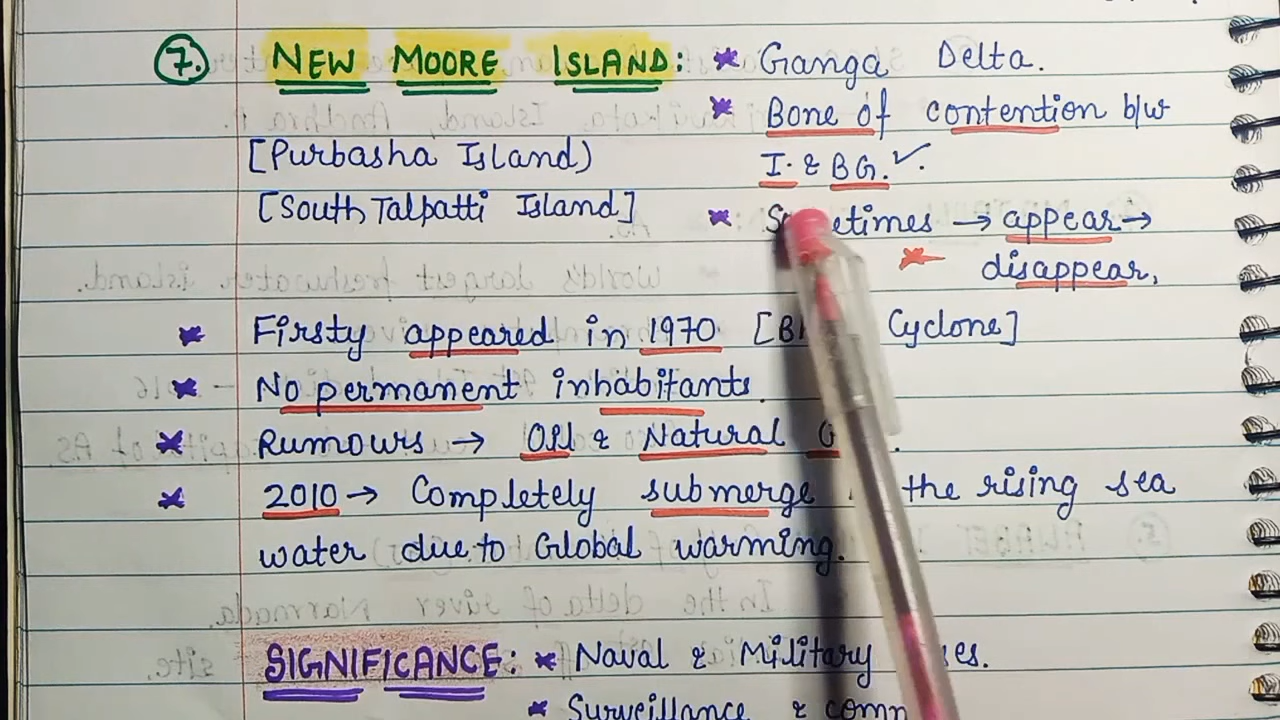 7. NEW MOORE ISLAND: * Ganga Delta.
* Bone of contention b/w
[Purbasha Island) I. & BG. ✓.
[South Talpatti Island] * → appear →
* disappear,
* Firsty appeared in 1970 Cyclone]
* No permanent inhabitants.
* Rumours → OIl & Natural
* 2010 → Completely submerge the rising sea
water due to Global warming.
SIGNIFICANCE: * Naval & Military
* Surveillance &